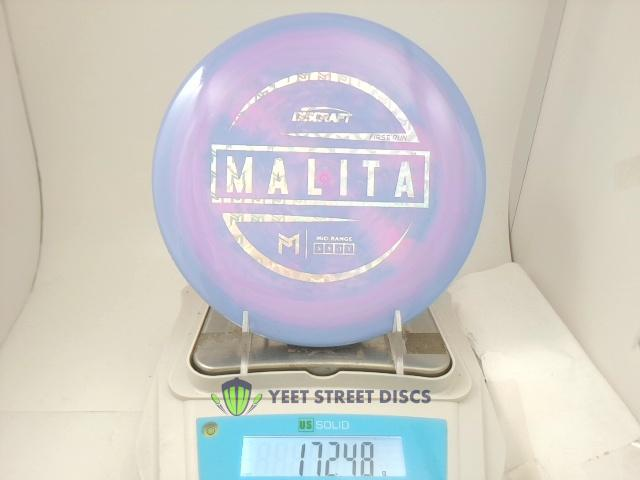 DISCRAFT
FIRST RUN
MALITA
M
MID RANGE
YEET STREET DISCS
US SOLID
172.48 g